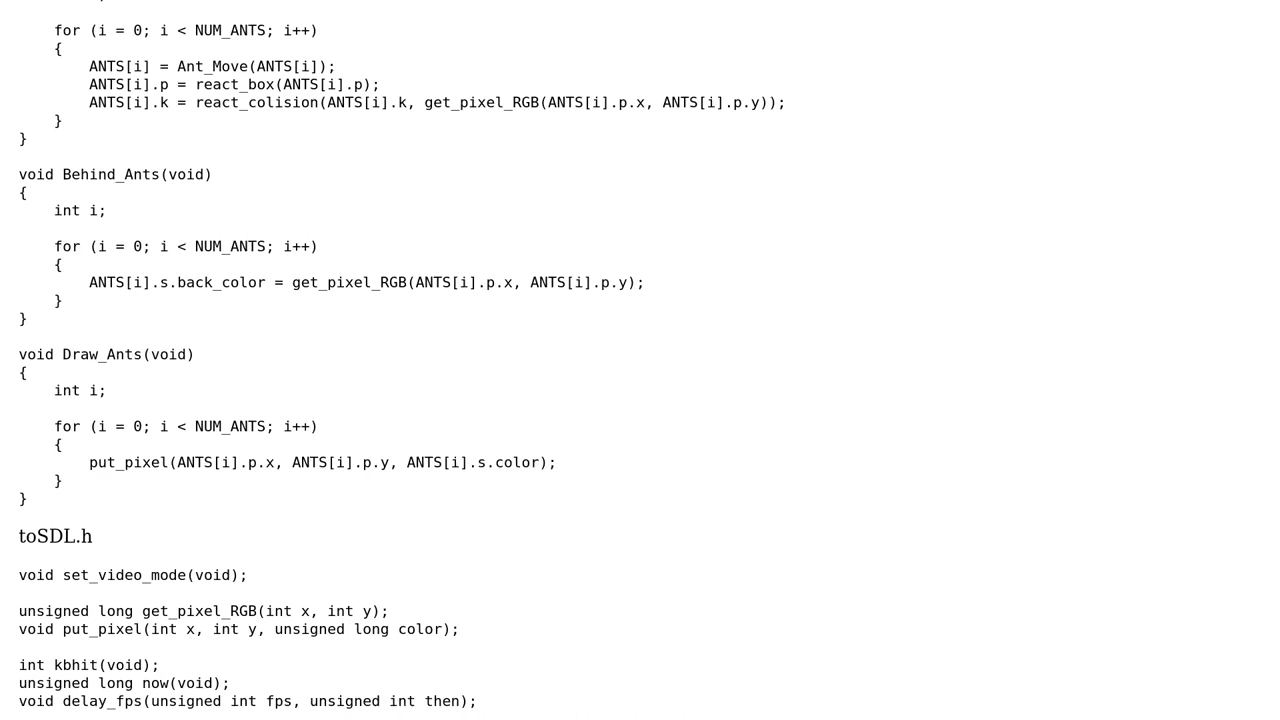 for (i = 0; i < NUM_ANTS; i++)
    {
        ANTS[i] = Ant_Move(ANTS[i]);
        ANTS[i].p = react_box(ANTS[i].p);
        ANTS[i].k = react_colision(ANTS[i].k, get_pixel_RGB(ANTS[i].p.x, ANTS[i].p.y));
    }
}

void Behind_Ants(void)
{
    int i;

    for (i = 0; i < NUM_ANTS; i++)
    {
        ANTS[i].s.back_color = get_pixel_RGB(ANTS[i].p.x, ANTS[i].p.y);
    }
}

void Draw_Ants(void)
{
    int i;

    for (i = 0; i < NUM_ANTS; i++)
    {
        put_pixel(ANTS[i].p.x, ANTS[i].p.y, ANTS[i].s.color);
    }
}

toSDL.h

void set_video_mode(void);

unsigned long get_pixel_RGB(int x, int y);
void put_pixel(int x, int y, unsigned long color);

int kbhit(void);
unsigned long now(void);
void delay_fps(unsigned int fps, unsigned int then);